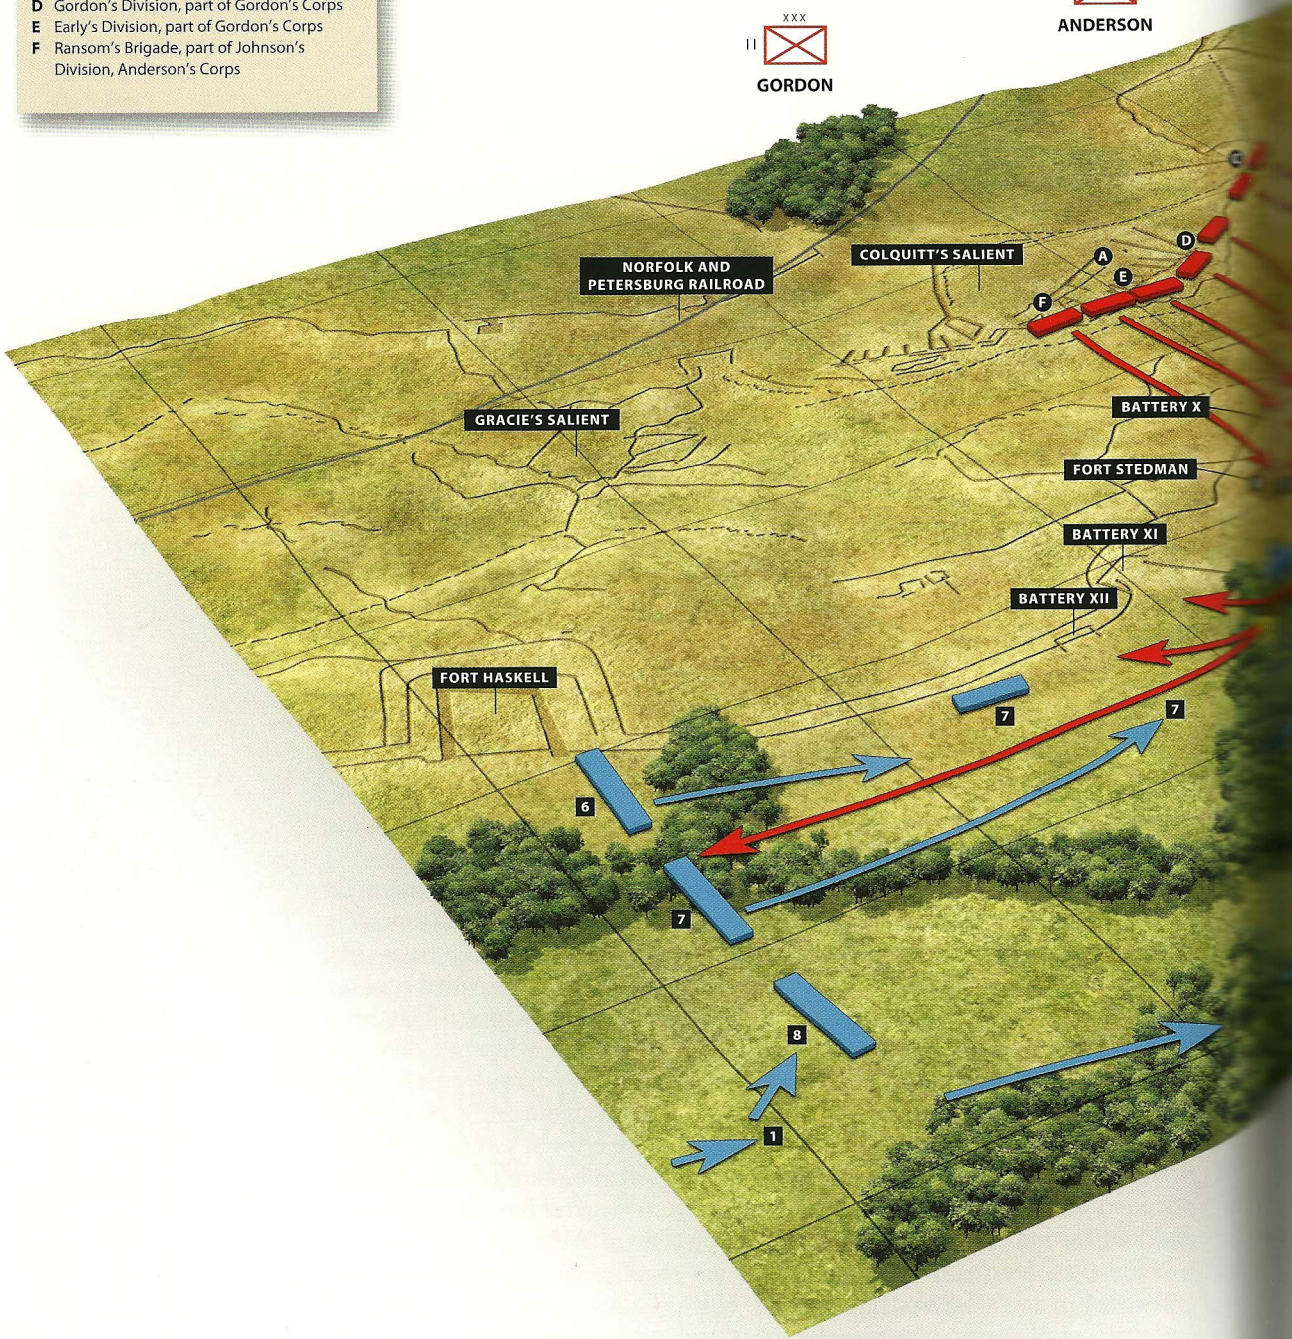 D Gordon's Division, part of Gordon's Corps
E Early's Division, part of Gordon's Corps
F Ransom's Brigade, part of Johnson's
Division, Anderson's Corps
XXX
II
GORDON
ANDERSON
NORFOLK AND
PETERSBURG RAILROAD
COLQUITT'S SALIENT
D
A
E
F
GRACIE'S SALIENT
BATTERY X
FORT STEDMAN
BATTERY XI
BATTERY XII
FORT HASKELL
7
7
6
7
8
1